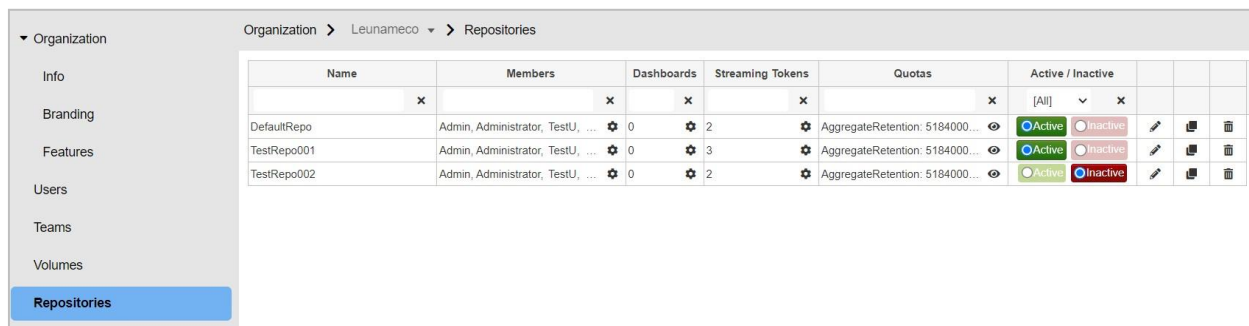 Organization
Info
Branding
Features
Users
Teams
Volumes
Repositories
Organization Leunameco Repositories
Name Members Dashboards Streaming Tokens Quotas Active / Inactive
[All]
DefaultRepo Admin, Administrator, TestU, ... 0 2 AggregateRetention: 5184000... Active Inactive
TestRepo001 Admin, Administrator, TestU, ... 0 3 AggregateRetention: 5184000... Active Inactive
TestRepo002 Admin, Administrator, TestU, ... 0 2 AggregateRetention: 5184000... Active Inactive